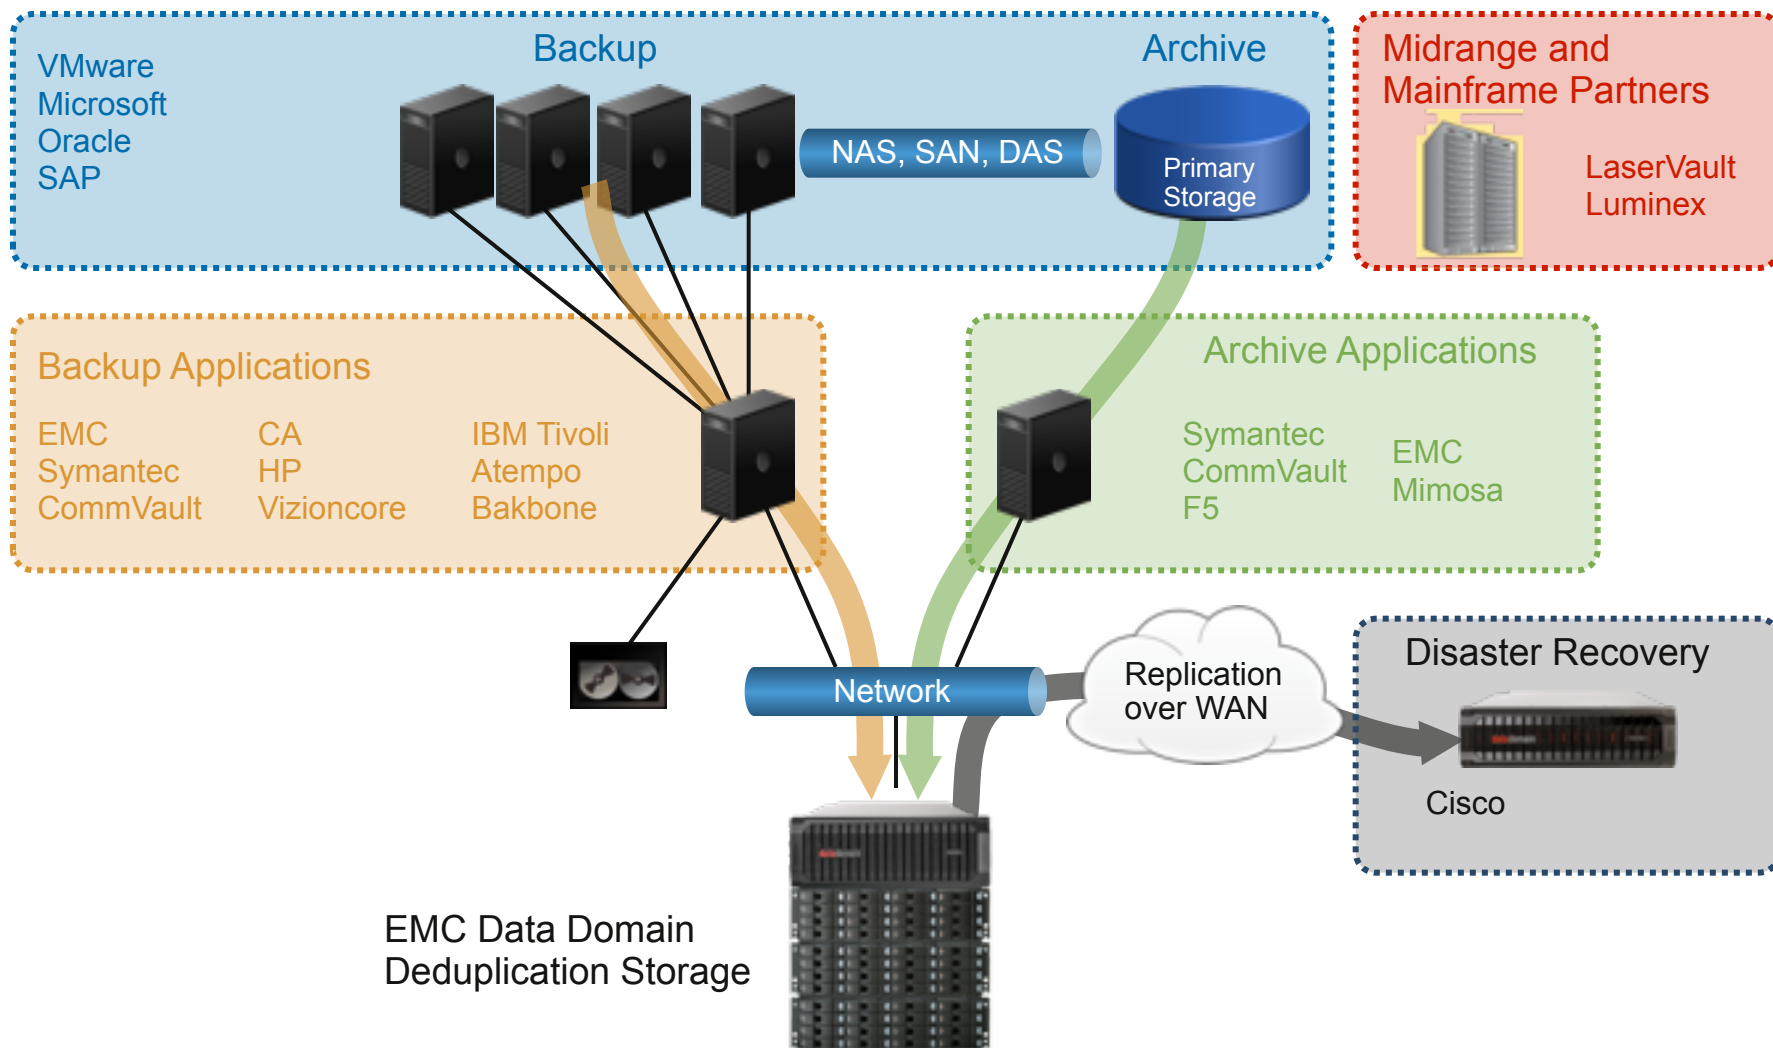 Backup
Archive
VMware
Microsoft
Oracle
SAP
NAS, SAN, DAS
Primary
Storage
Midrange and
Mainframe Partners
LaserVault
Luminex
Backup Applications
EMC
Symantec
CommVault
CA
HP
Vizioncore
IBM Tivoli
Atempo
Bakbone
Archive Applications
Symantec
CommVault
F5
EMC
Mimosa
Network
Replication
over WAN
Disaster Recovery
Cisco
EMC Data Domain
Deduplication Storage